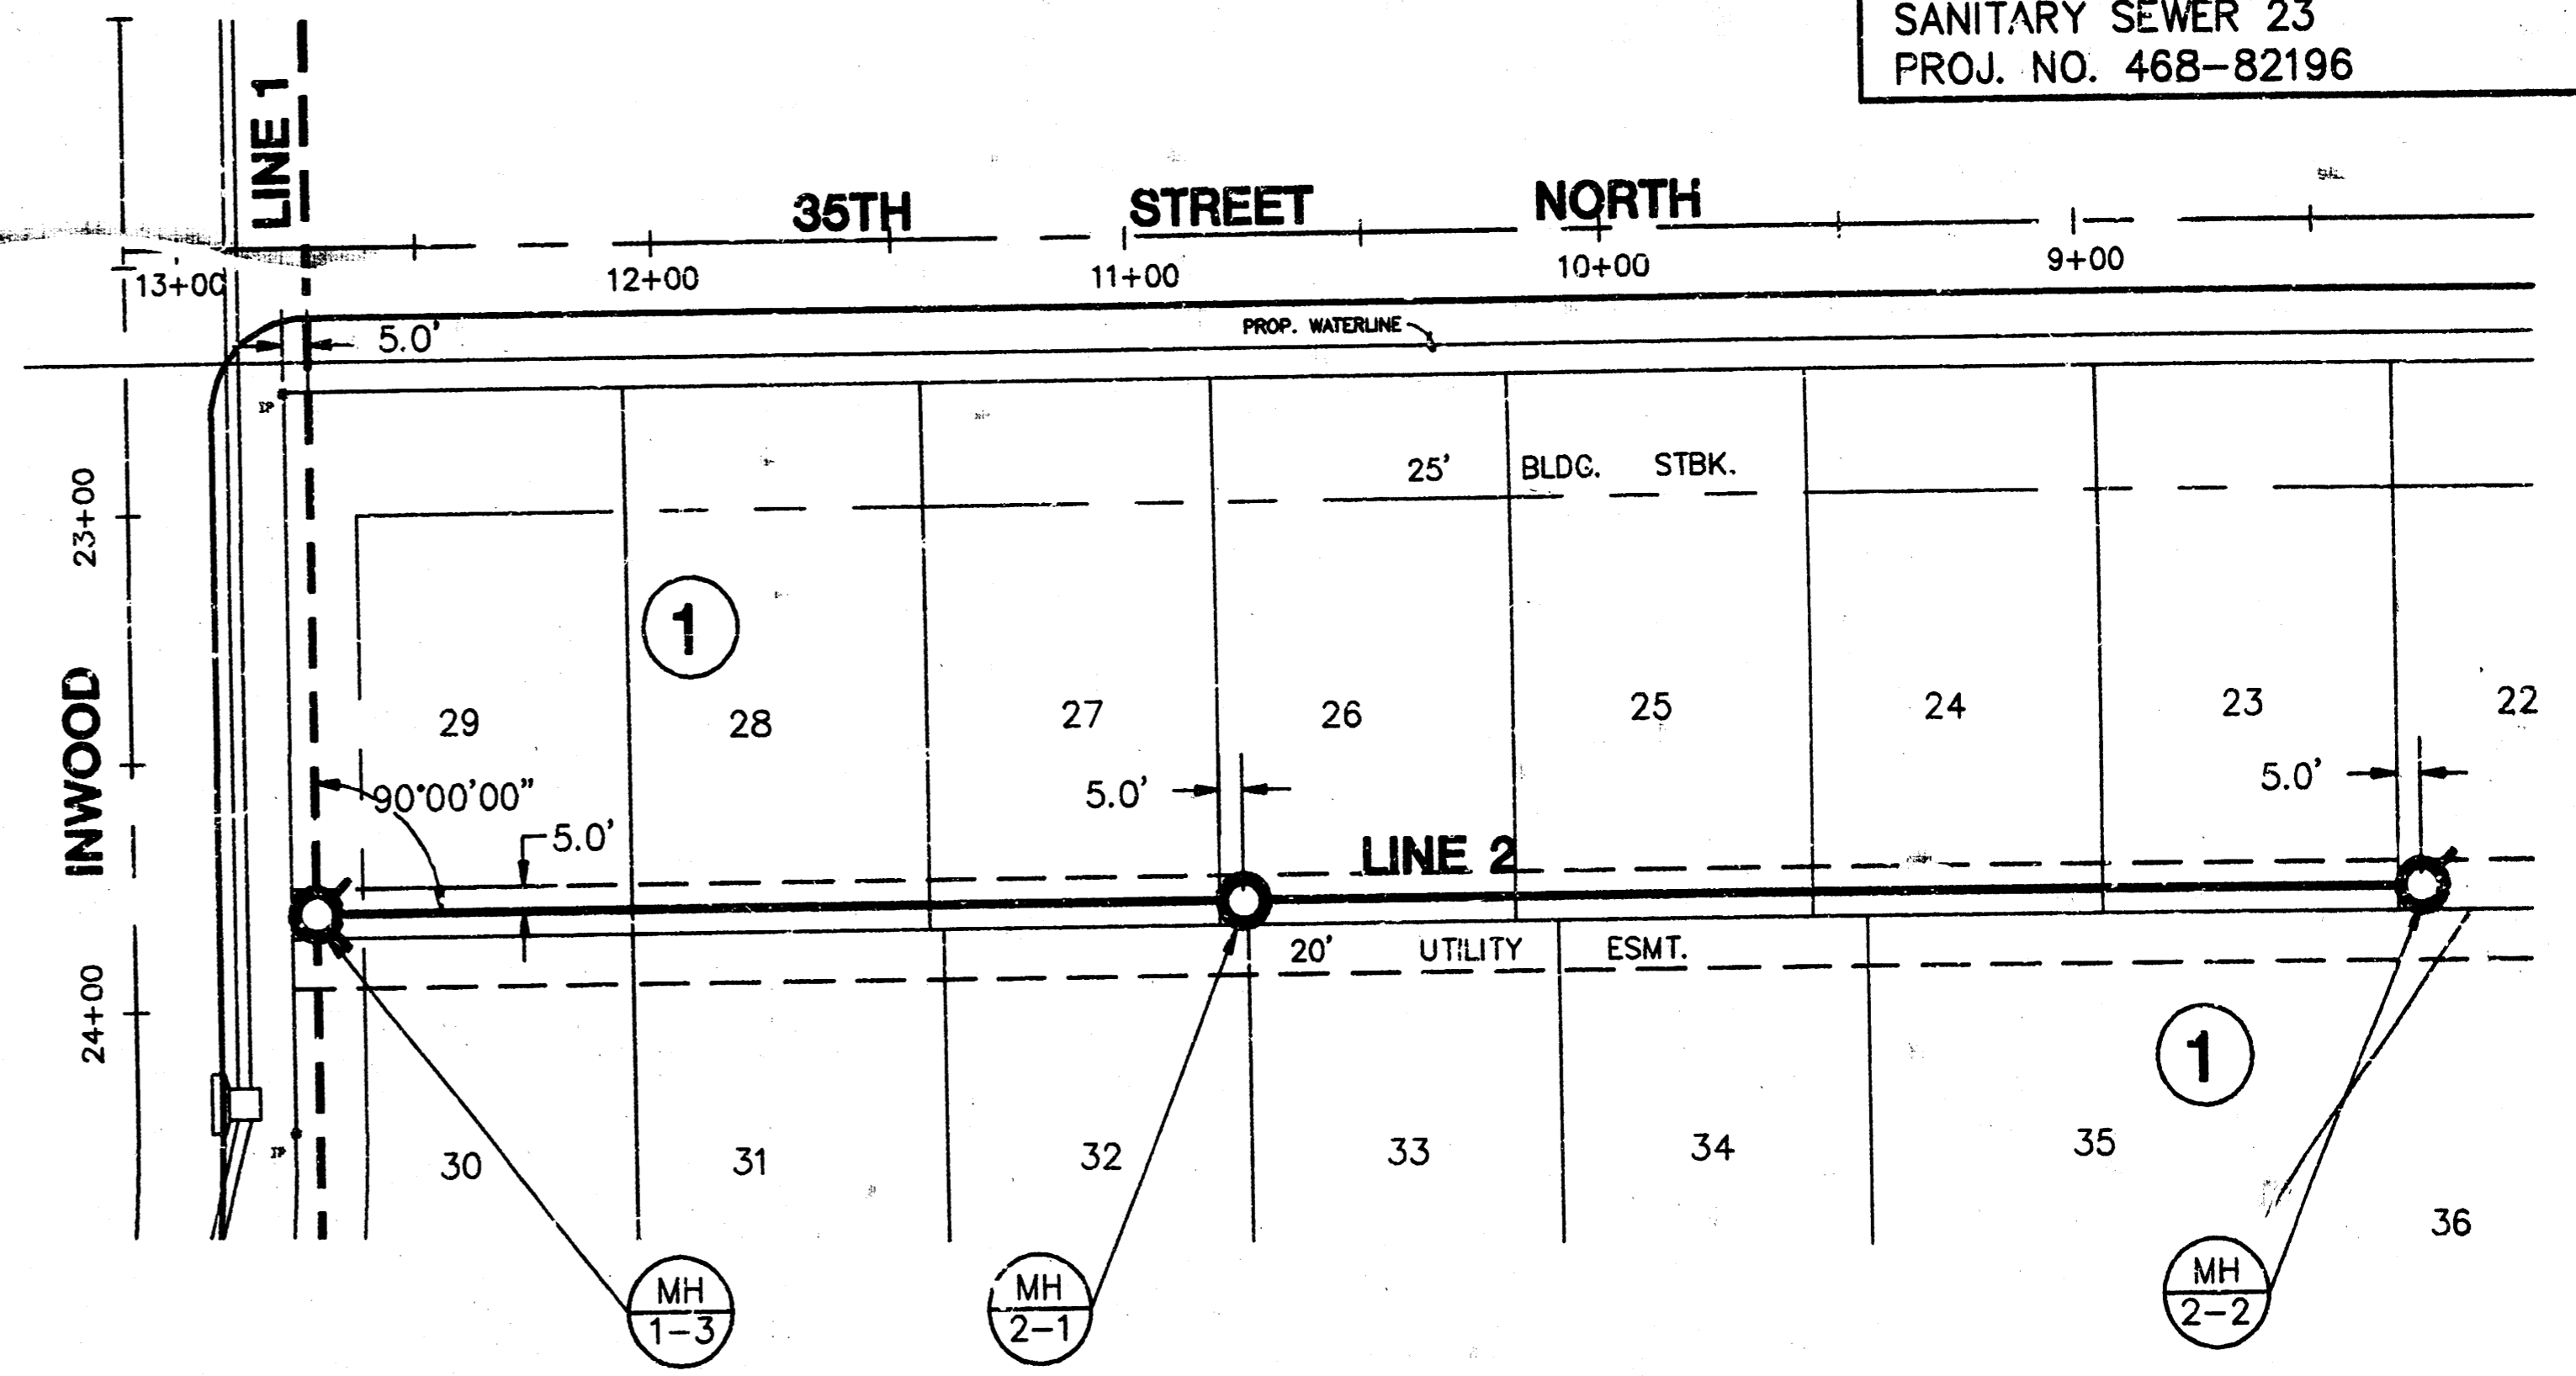 SANITARY SEWER 23
PROJ. NO. 468-82196
LINE 1
35TH STREET NORTH
13+00 12+00 11+00 10+00 9+00
5.0'
PROP. WATERLINE
IP
25' BLDG. STBK.
23+00
1
INWOOD
29 28 27 26 25 24 23 22
90°00'00"
5.0'
5.0'
5.0'
LINE 2
20' UTILITY ESMT.
24+00
1
IP
30 31 32 33 34 35 36
MH 1-3
MH 2-1
MH 2-2